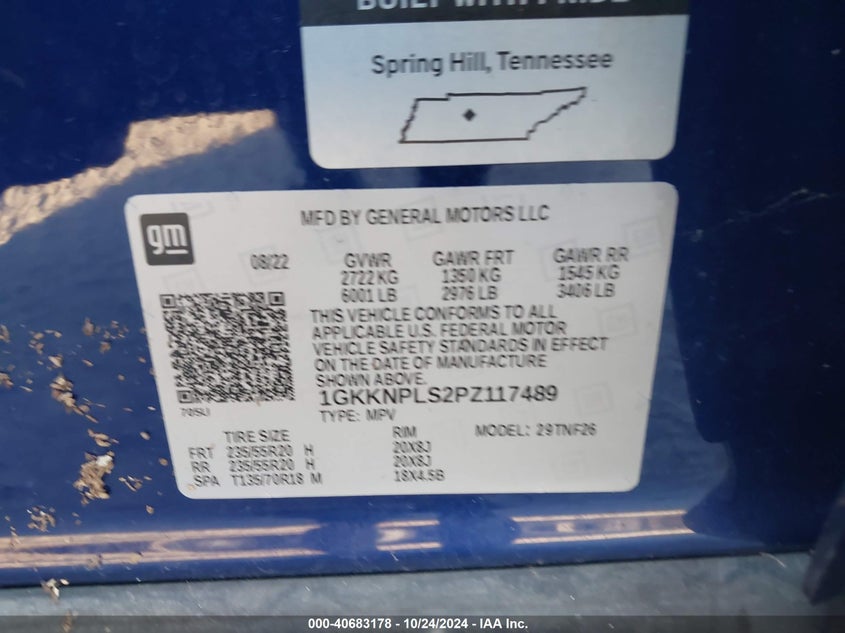 BUILT WITH PRIDE
Spring Hill, Tennessee
gm
MFD BY GENERAL MOTORS LLC
08/22 GVWR GAWR FRT GAWR RR
2722 KG 1350 KG 1545 KG
6001 LB 2976 LB 3406 LB
THIS VEHICLE CONFORMS TO ALL
APPLICABLE U.S. FEDERAL MOTOR
VEHICLE SAFETY STANDARDS IN EFFECT
ON THE DATE OF MANUFACTURE
SHOWN ABOVE.
1GKKNPLS2PZ117489
TYPE: MPV
TIRE SIZE RIM MODEL: 29TNF26
FRT 235/55R20 H 20X8J
RR 235/55R20 H 20X8J
SPA T135/70R18 M 18X4.5B
000-40683178 - 10/24/2024 - IAA Inc.